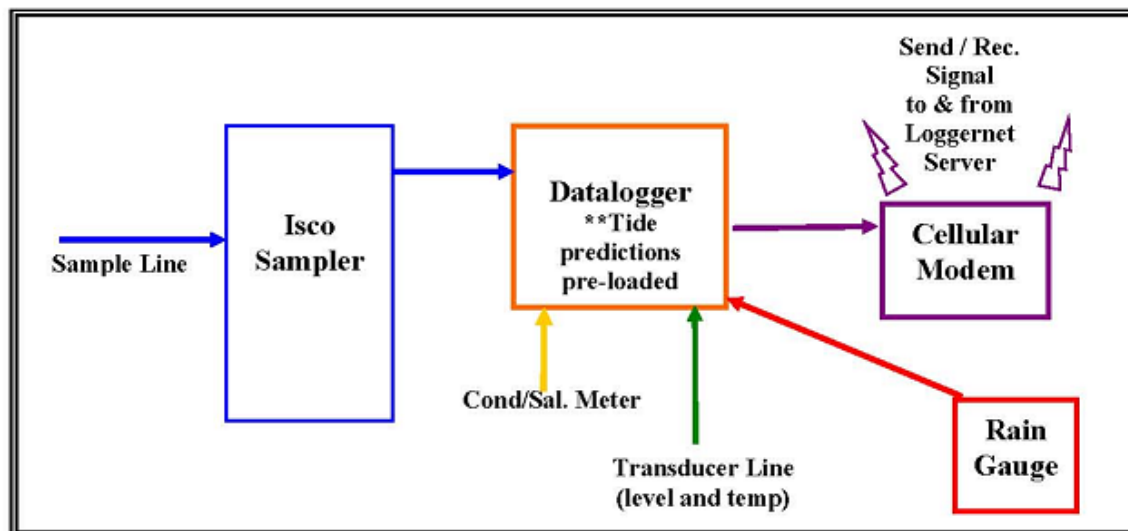 Send / Rec.
Signal
to & from
Loggernet
Server
Sample Line
Isco
Sampler
Datalogger
**Tide
predictions
pre-loaded
Cellular
Modem
Cond/Sal. Meter
Transducer Line
(level and temp)
Rain
Gauge